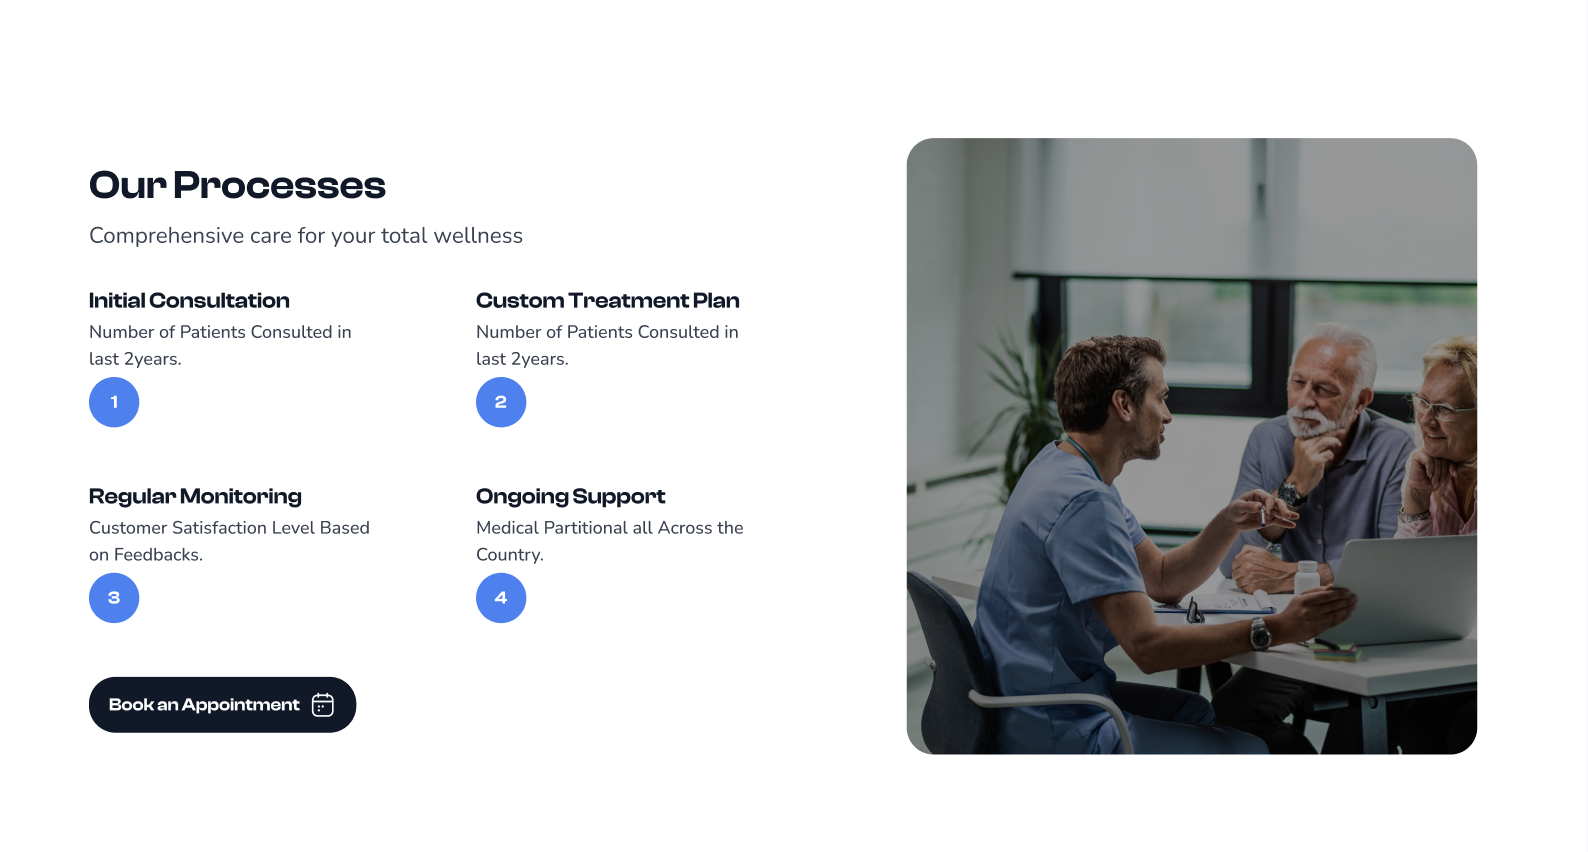 Our Processes
Comprehensive care for your total wellness
Initial Consultation
Number of Patients Consulted in
last 2years.
1
Custom Treatment Plan
Number of Patients Consulted in
last 2years.
2
Regular Monitoring
Customer Satisfaction Level Based
on Feedbacks.
3
Ongoing Support
Medical Partitional all Across the
Country.
4
Book an Appointment